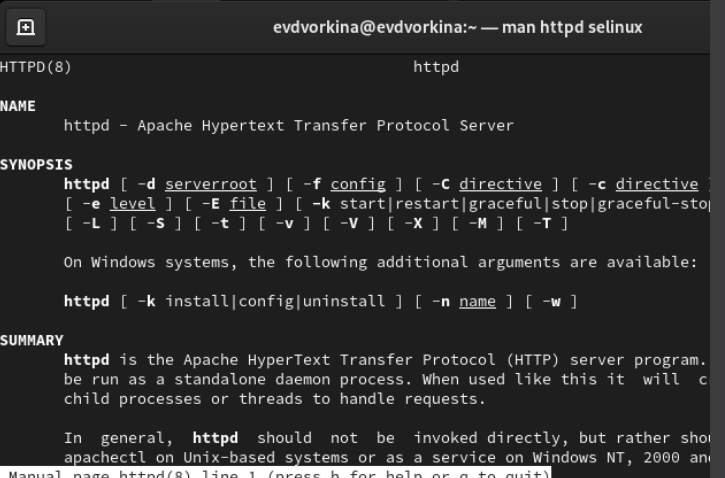 evdvorkina@evdvorkina:~ — man httpd selinux
HTTPD(8) httpd
NAME
httpd - Apache Hypertext Transfer Protocol Server
SYNOPSIS
httpd [ -d serverroot ] [ -f config ] [ -C directive ] [ -c directive ]
[ -e level ] [ -E file ] [ -k start|restart|graceful|stop|graceful-stop
[ -L ] [ -S ] [ -t ] [ -v ] [ -V ] [ -X ] [ -M ] [ -T ]
On Windows systems, the following additional arguments are available:
httpd [ -k install|config|uninstall ] [ -n name ] [ -w ]
SUMMARY
httpd is the Apache HyperText Transfer Protocol (HTTP) server program.
be run as a standalone daemon process. When used like this it will c
child processes or threads to handle requests.
In general, httpd should not be invoked directly, but rather shou
apachectl on Unix-based systems or as a service on Windows NT, 2000 and
Manual page httpd(8) line 1 (press h for help or q to quit)